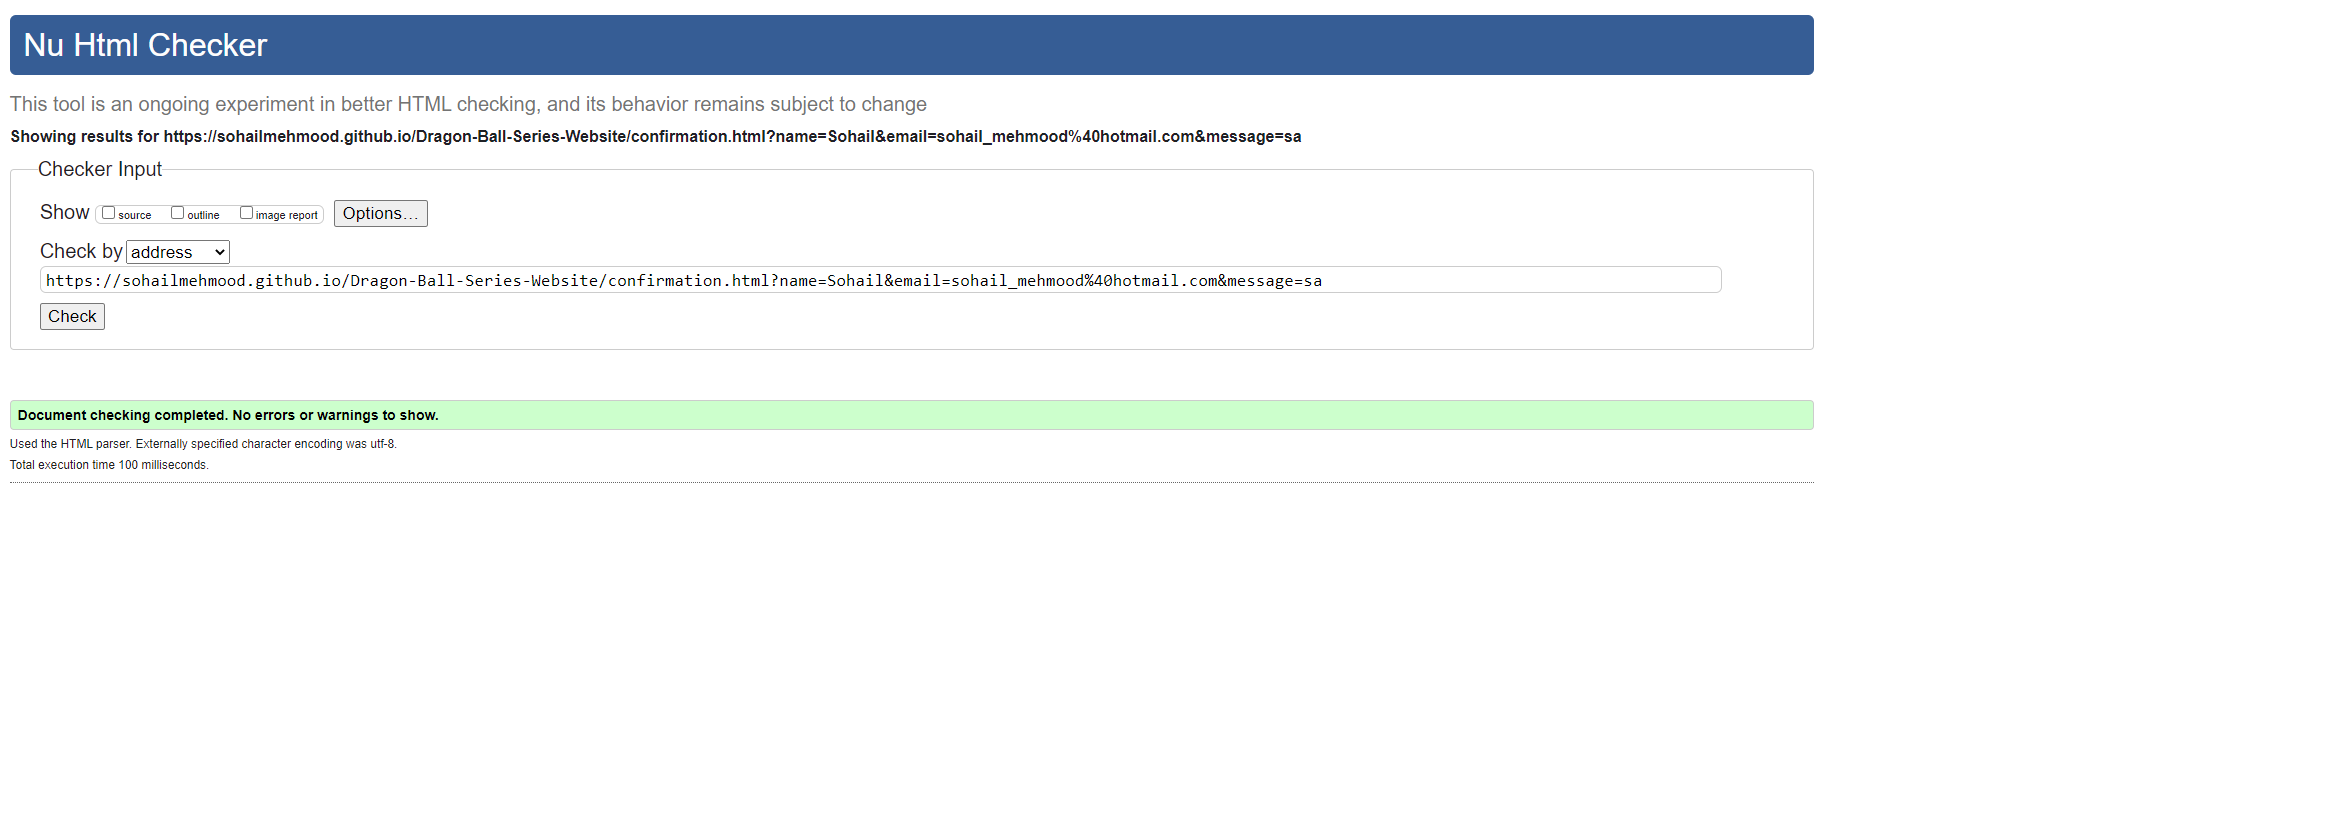 Nu Html Checker
This tool is an ongoing experiment in better HTML checking, and its behavior remains subject to change
Showing results for https://sohailmehmood.github.io/Dragon-Ball-Series-Website/confirmation.html?name=Sohail&email=sohail_mehmood%40hotmail.com&message=sa
Checker Input
Show source outline image report Options...
Check by address
https://sohailmehmood.github.io/Dragon-Ball-Series-Website/confirmation.html?name=Sohail&email=sohail_mehmood%40hotmail.com&message=sa
Check
Document checking completed. No errors or warnings to show.
Used the HTML parser. Externally specified character encoding was utf-8.
Total execution time 100 milliseconds.